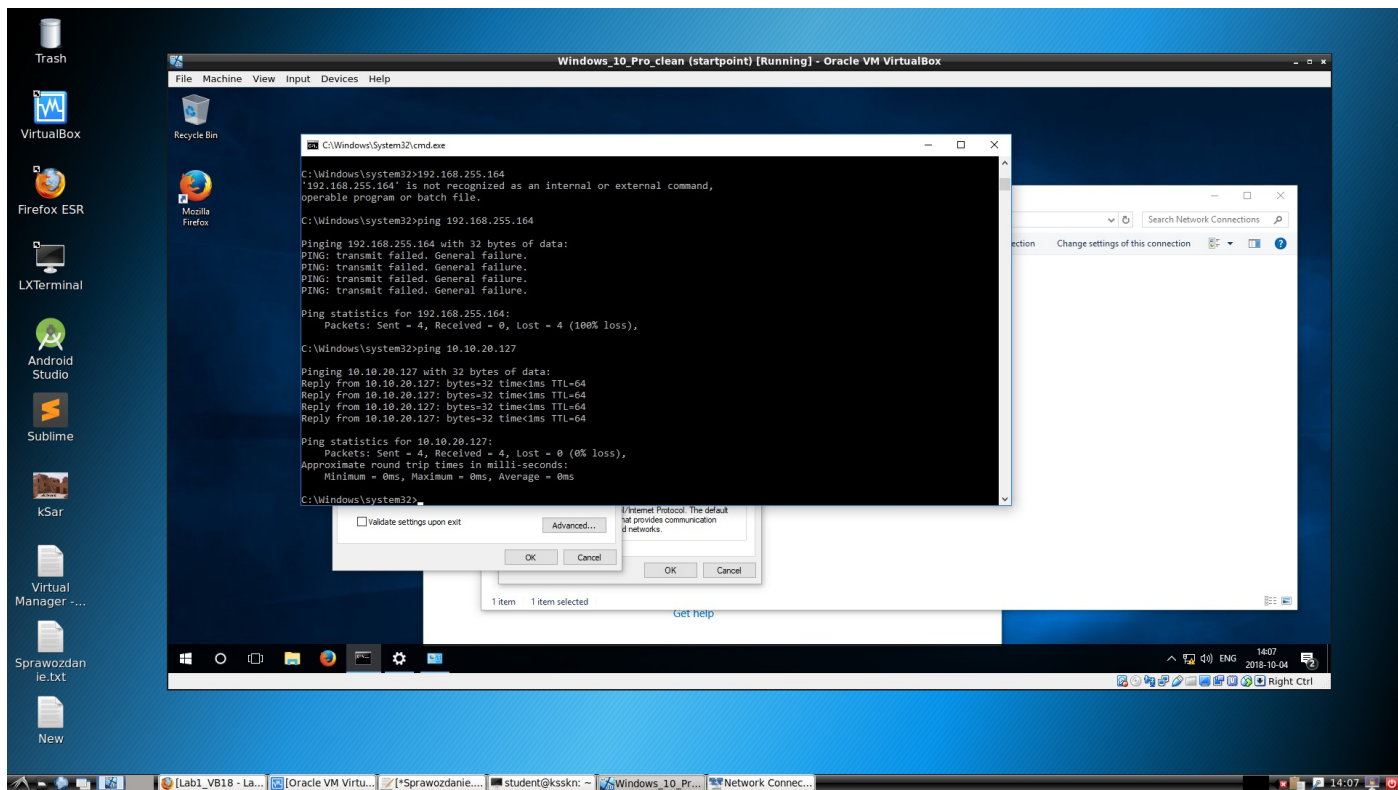 Trash
VirtualBox
Firefox ESR
LXTerminal
Android
Studio
Sublime
kSar
Virtual
Manager -...
Sprawozdan
ie.txt
New
Windows_10_Pro_clean (startpoint) [Running] - Oracle VM VirtualBox
File Machine View Input Devices Help
Recycle Bin
Mozilla
Firefox
C:\Windows\System32\cmd.exe
C:\Windows\system32>192.168.255.164
'192.168.255.164' is not recognized as an internal or external command,
operable program or batch file.
C:\Windows\system32>ping 192.168.255.164
Pinging 192.168.255.164 with 32 bytes of data:
PING: transmit failed. General failure.
PING: transmit failed. General failure.
PING: transmit failed. General failure.
PING: transmit failed. General failure.
Ping statistics for 192.168.255.164:
Packets: Sent = 4, Received = 0, Lost = 4 (100% loss),
C:\Windows\system32>ping 10.10.20.127
Pinging 10.10.20.127 with 32 bytes of data:
Reply from 10.10.20.127: bytes=32 time<1ms TTL=64
Reply from 10.10.20.127: bytes=32 time<1ms TTL=64
Reply from 10.10.20.127: bytes=32 time<1ms TTL=64
Reply from 10.10.20.127: bytes=32 time<1ms TTL=64
Ping statistics for 10.10.20.127:
Packets: Sent = 4, Received = 4, Lost = 0 (0% loss),
Approximate round trip times in milli-seconds:
Minimum = 0ms, Maximum = 0ms, Average = 0ms
C:\Windows\system32>
Search Network Connections
ection Change settings of this connection
Validate settings upon exit
Advanced...
OK Cancel
l/Internet Protocol. The default
hat provides communication
d networks.
OK Cancel
1 item 1 item selected
Get help
ENG
14:07
2018-10-04
2
Right Ctrl
[Lab1_VB18 - La...
[Oracle VM Virtu...
[*Sprawozdanie....
student@ksskn: ~
Windows_10_Pr...
Network Connec...
14:07